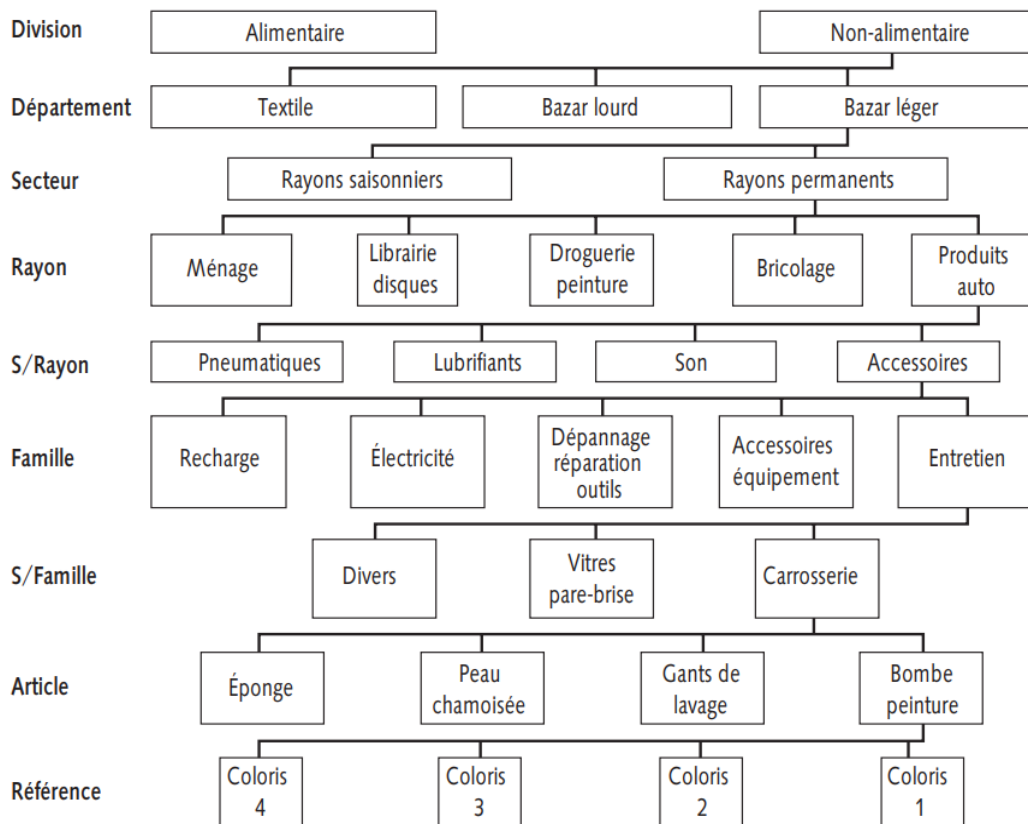 Division
Alimentaire
Non-alimentaire
Département
Textile
Bazar lourd
Bazar léger
Secteur
Rayons saisonniers
Rayons permanents
Rayon
Ménage
Librairie
disques
Droguerie
peinture
Bricolage
Produits
auto
S/Rayon
Pneumatiques
Lubrifiants
Son
Accessoires
Famille
Recharge
Électricité
Dépannage
réparation
outils
Accessoires
équipement
Entretien
S/Famille
Divers
Vitres
pare-brise
Carrosserie
Article
Éponge
Peau
chamoisée
Gants de
lavage
Bombe
peinture
Référence
Coloris
4
Coloris
3
Coloris
2
Coloris
1